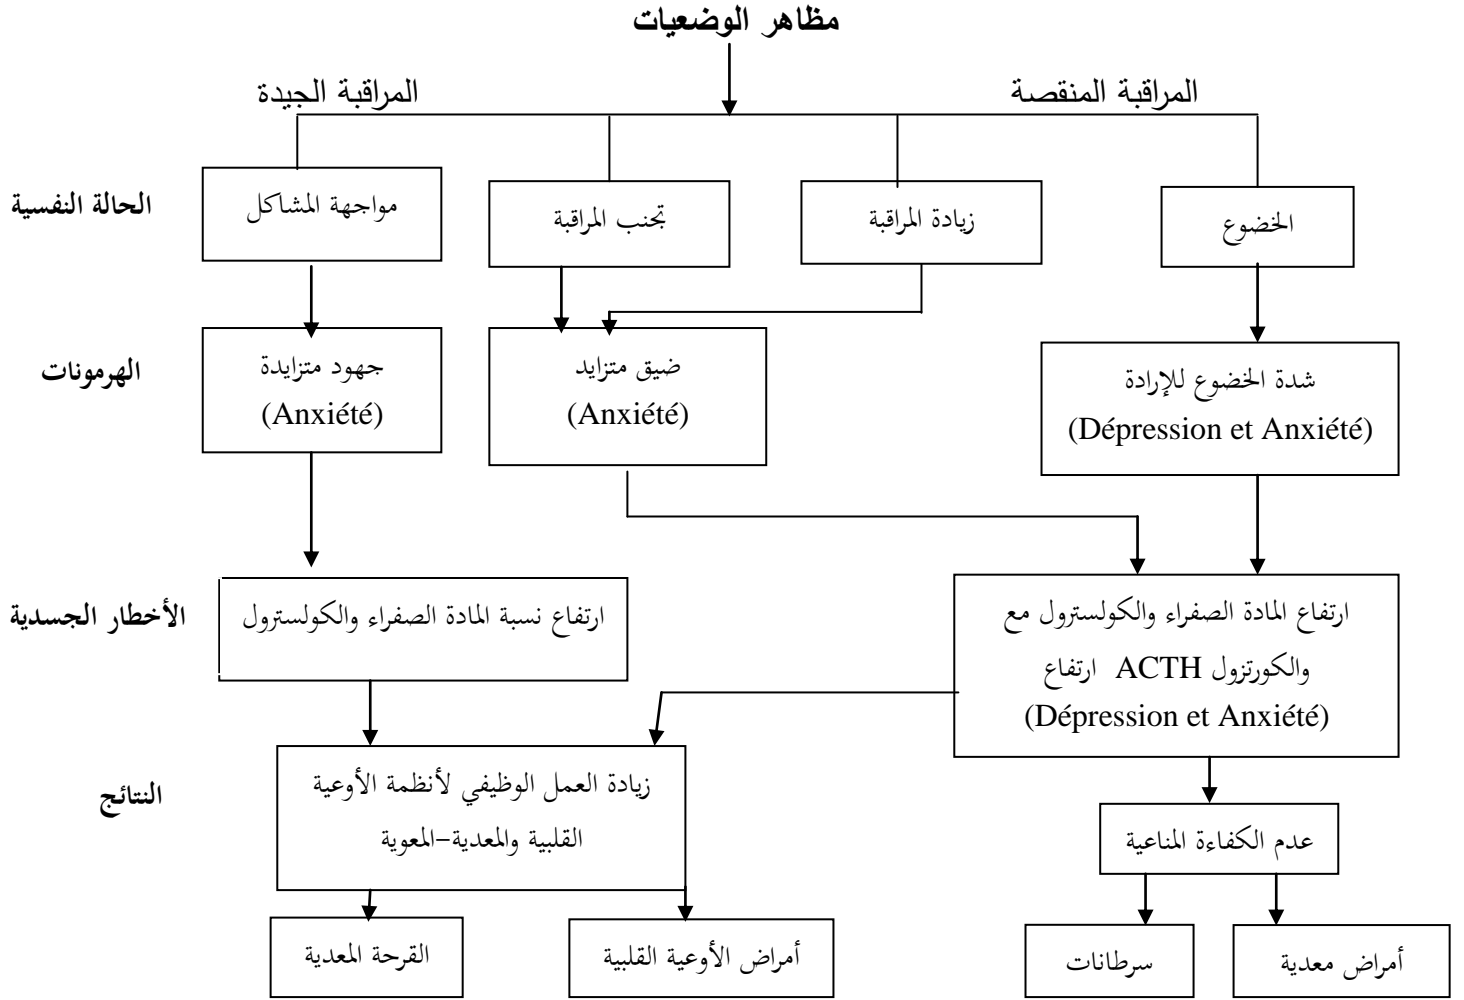 مظاهر الوضعيات
المراقبة المنقصة
المراقبة الجيدة
الحالة النفسية
الخضوع
زيادة المراقبة
تجنب المراقبة
مواجهة المشاكل
الهرمونات
شدة الخضوع للإرادة
(Dépression et Anxiété)
ضيق متزايد
(Anxiété)
جهود متزايدة
(Anxiété)
الأخطار الجسدية
ارتفاع المادة الصفراء والكولسترول مع
ارتفاع ACTH والكورتزول
(Dépression et Anxiété)
ارتفاع نسبة المادة الصفراء والكولسترول
النتائج
عدم الكفاءة المناعية
زيادة العمل الوظيفي لأنظمة الأوعية
القلبية والمعدية–المعوية
أمراض معدية
سرطانات
أمراض الأوعية القلبية
القرحة المعدية